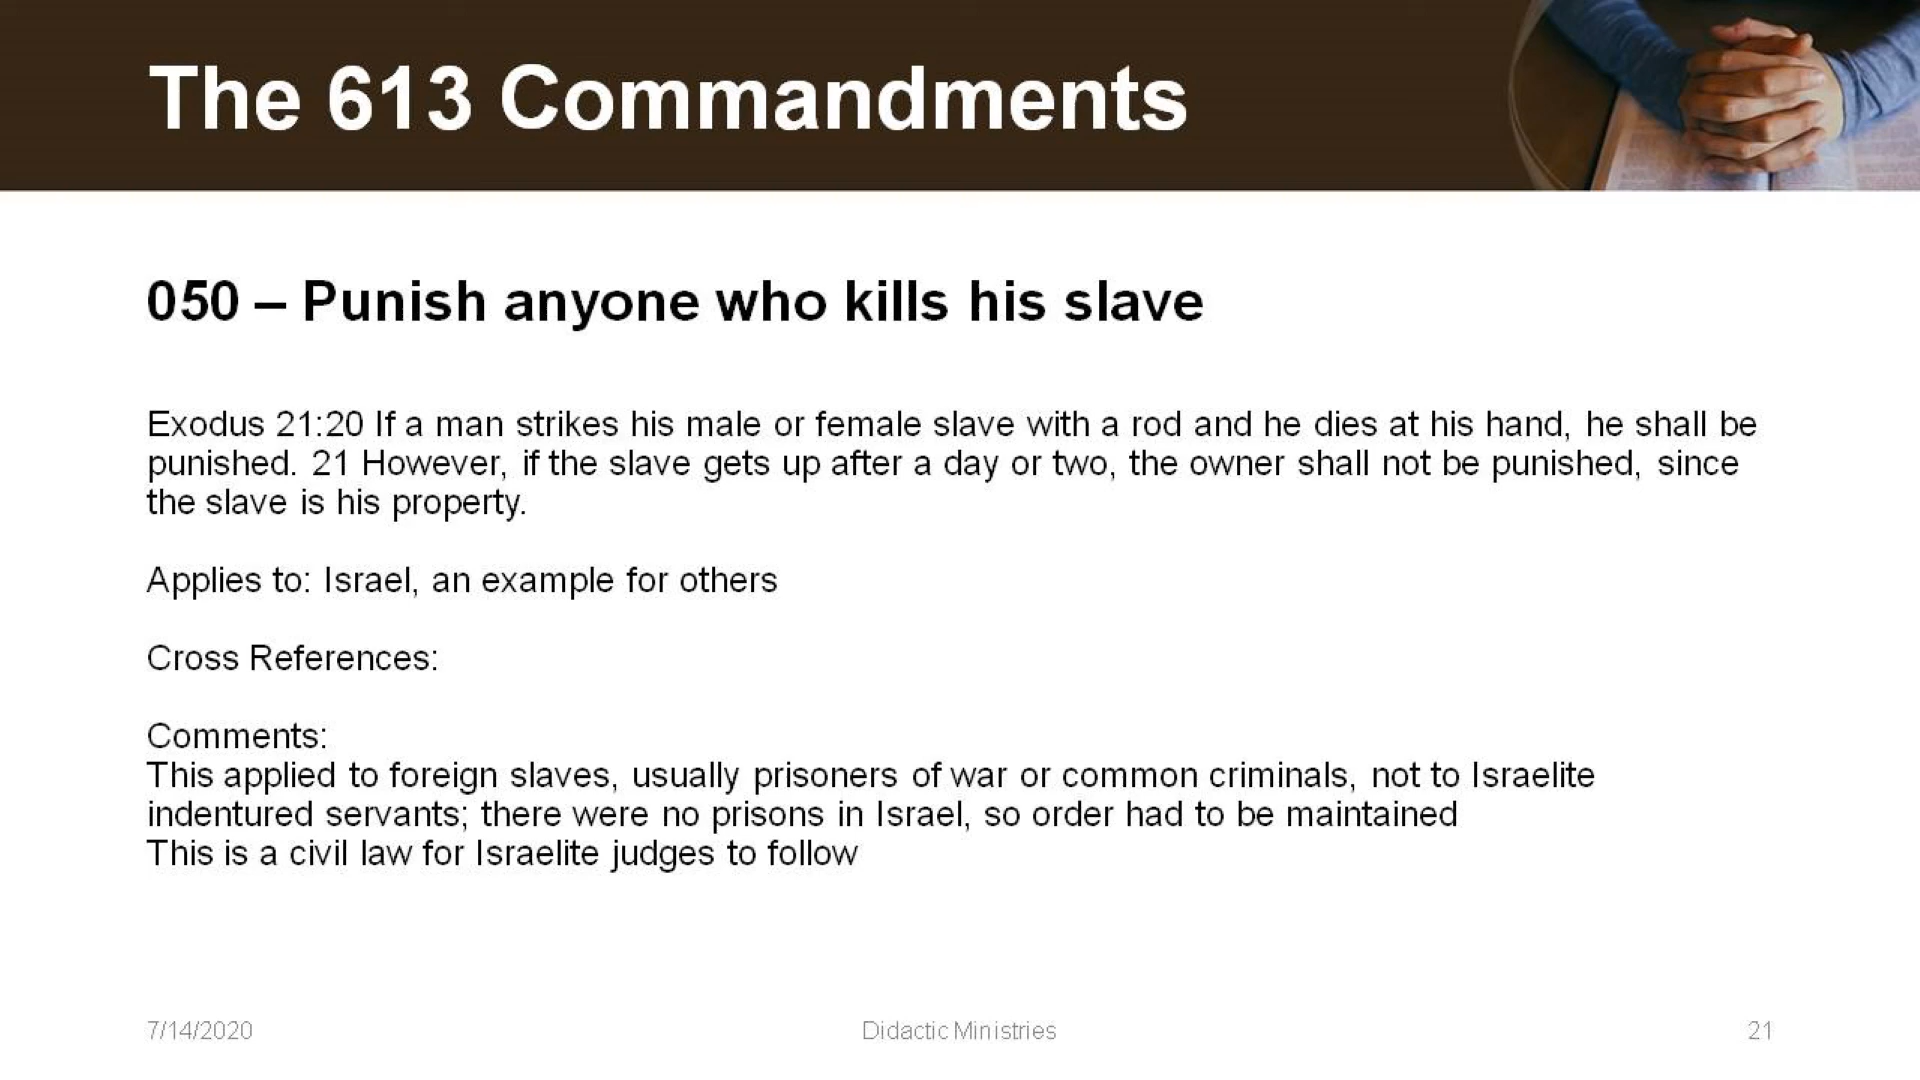 The 613 Commandments
050 – Punish anyone who kills his slave
Exodus 21:20 If a man strikes his male or female slave with a rod and he dies at his hand, he shall be
punished. 21 However, if the slave gets up after a day or two, the owner shall not be punished, since
the slave is his property.
Applies to: Israel, an example for others
Cross References:
Comments:
This applied to foreign slaves, usually prisoners of war or common criminals, not to Israelite
indentured servants; there were no prisons in Israel, so order had to be maintained
This is a civil law for Israelite judges to follow
7/14/2020 Didactic Ministries 21